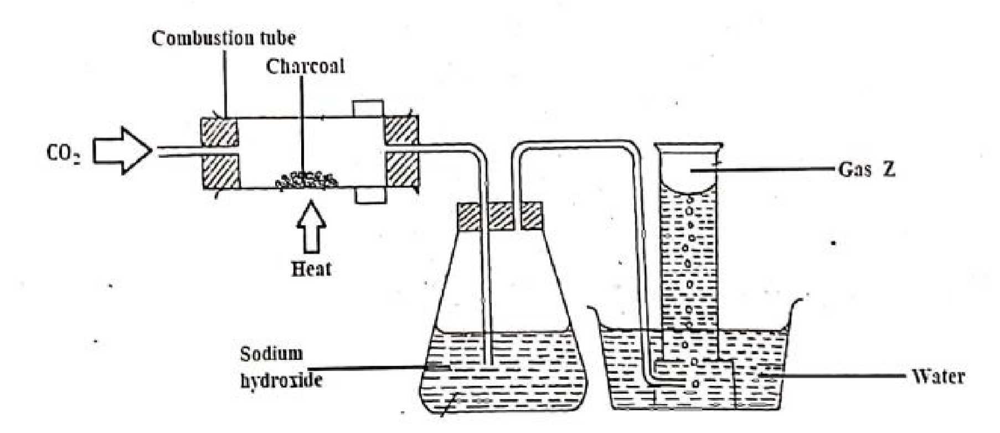 Combustion tube
Charcoal
CO₂
Gas Z
Heat
Sodium
hydroxide
Water